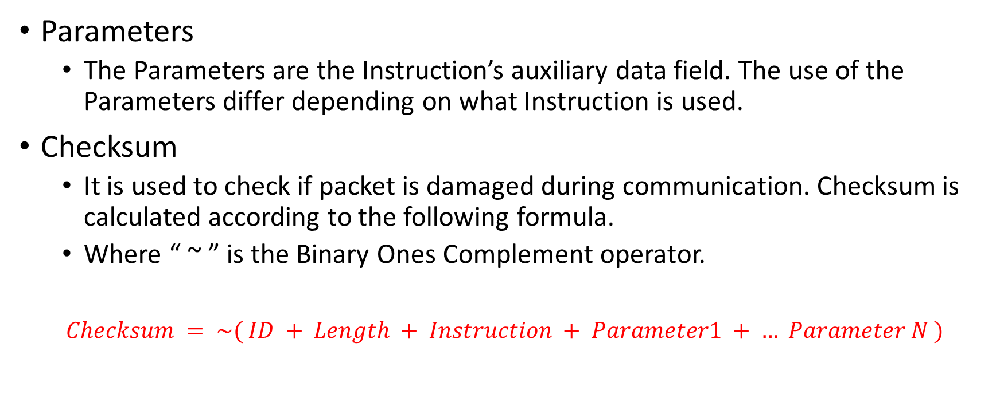 • Parameters
• The Parameters are the Instruction’s auxiliary data field. The use of the
Parameters differ depending on what Instruction is used.
• Checksum
• It is used to check if packet is damaged during communication. Checksum is
calculated according to the following formula.
• Where “ ~ ” is the Binary Ones Complement operator.
Checksum = ~( ID + Length + Instruction + Parameter1 + … Parameter N )